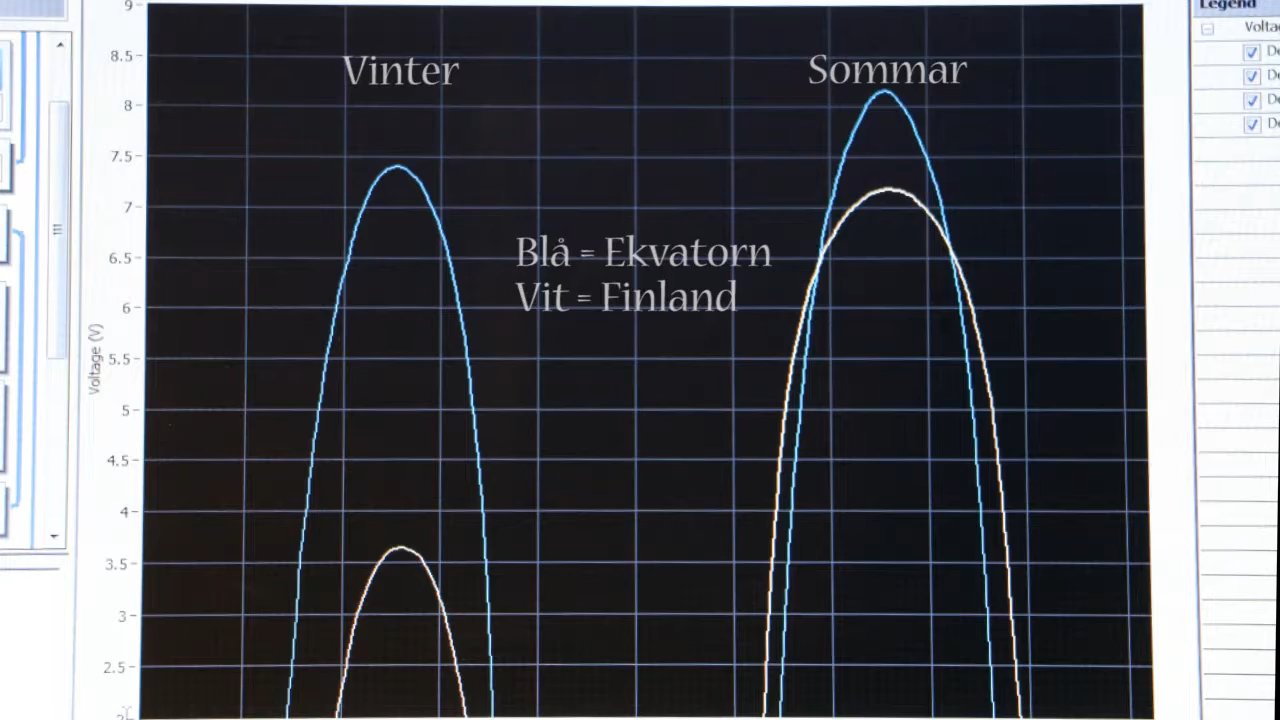 Legend
Vinter
Sommar
Blå = Ekvatorn
Vit = Finland
Voltage (V)
9
8.5
8
7.5
7
6.5
6
5.5
5
4.5
4
3.5
3
2.5